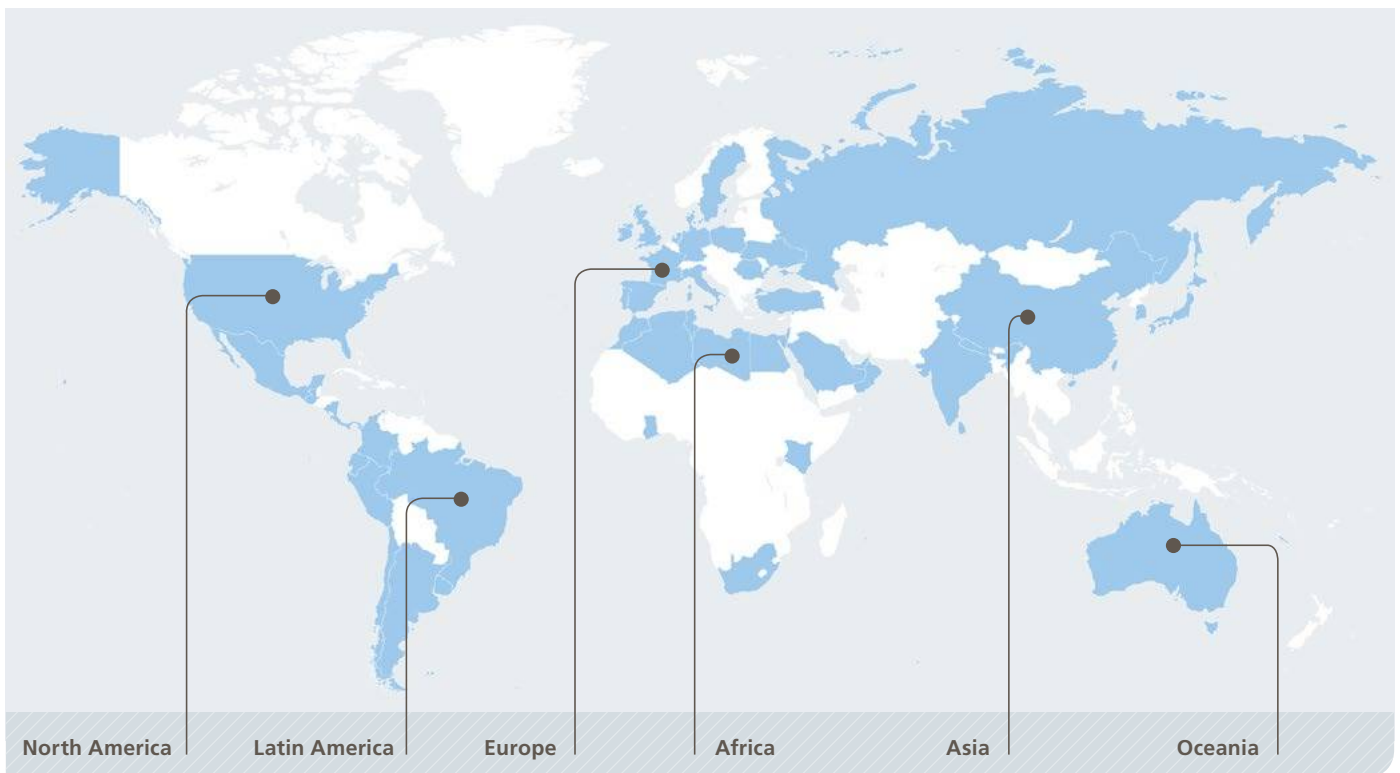 North America
Latin America
Europe
Africa
Asia
Oceania